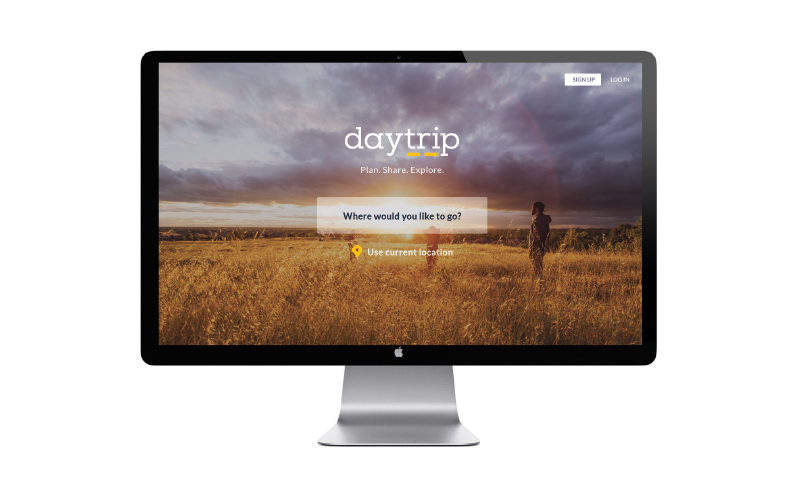 SIGN UP LOG IN
daytrip
Plan. Share. Explore.
Where would you like to go?
Use current location